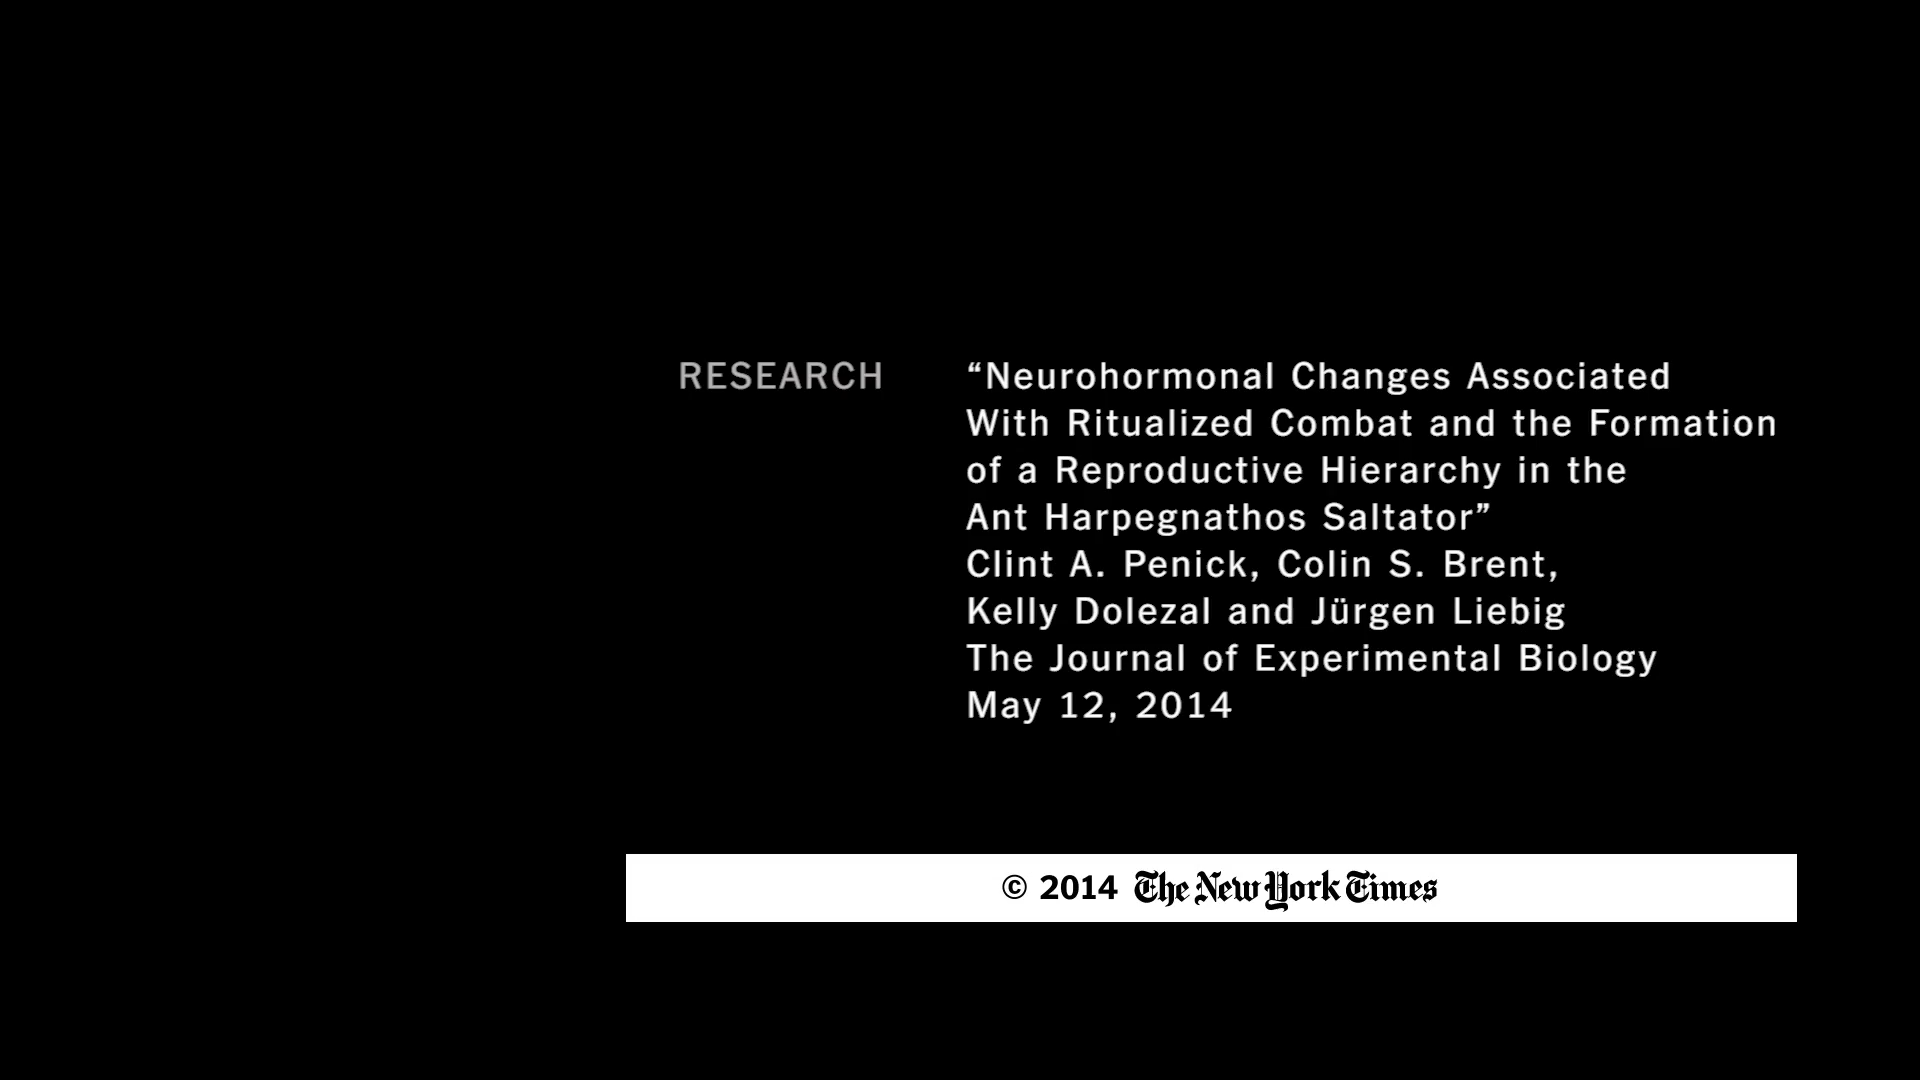 RESEARCH
“Neurohormonal Changes Associated
With Ritualized Combat and the Formation
of a Reproductive Hierarchy in the
Ant Harpegnathos Saltator”
Clint A. Penick, Colin S. Brent,
Kelly Dolezal and Jürgen Liebig
The Journal of Experimental Biology
May 12, 2014
© 2014 The New York Times